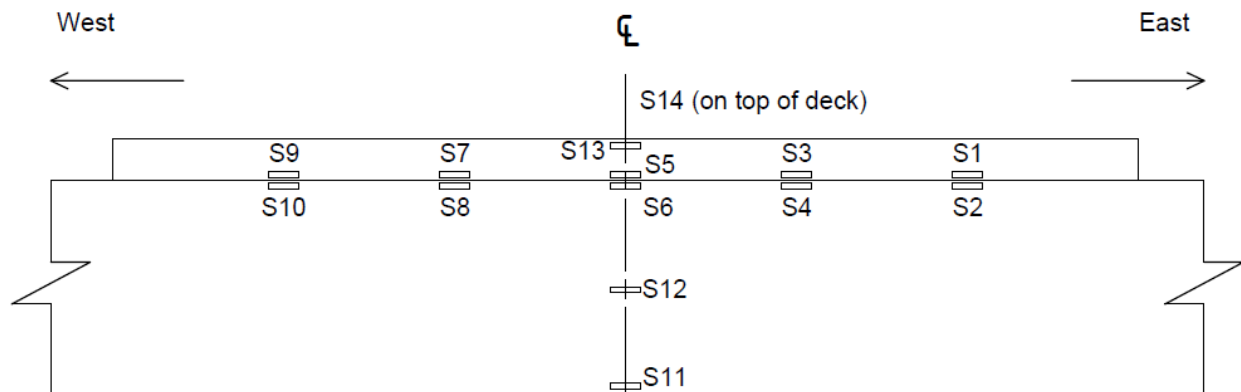 West
℄
East
S14 (on top of deck)
S9
S7
S13
S5
S3
S1
S10
S8
S6
S4
S2
S12
S11